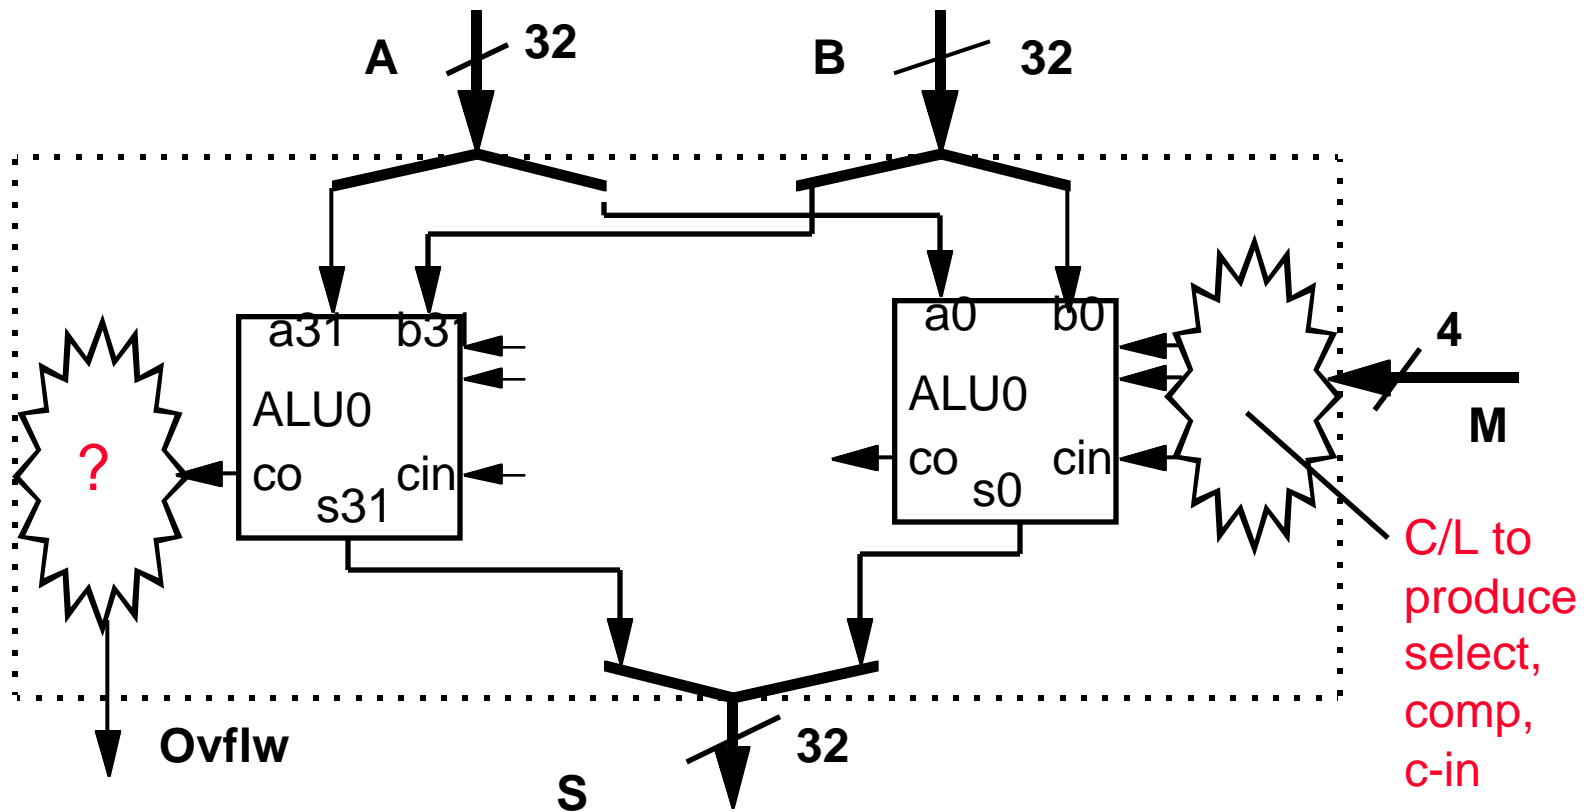 A
32
B
32
a31 b31
a0 b0
4
ALU0
ALU0
M
?
co cin
co cin
s31
s0
C/L to
produce
select,
comp,
c-in
Ovflw
32
S